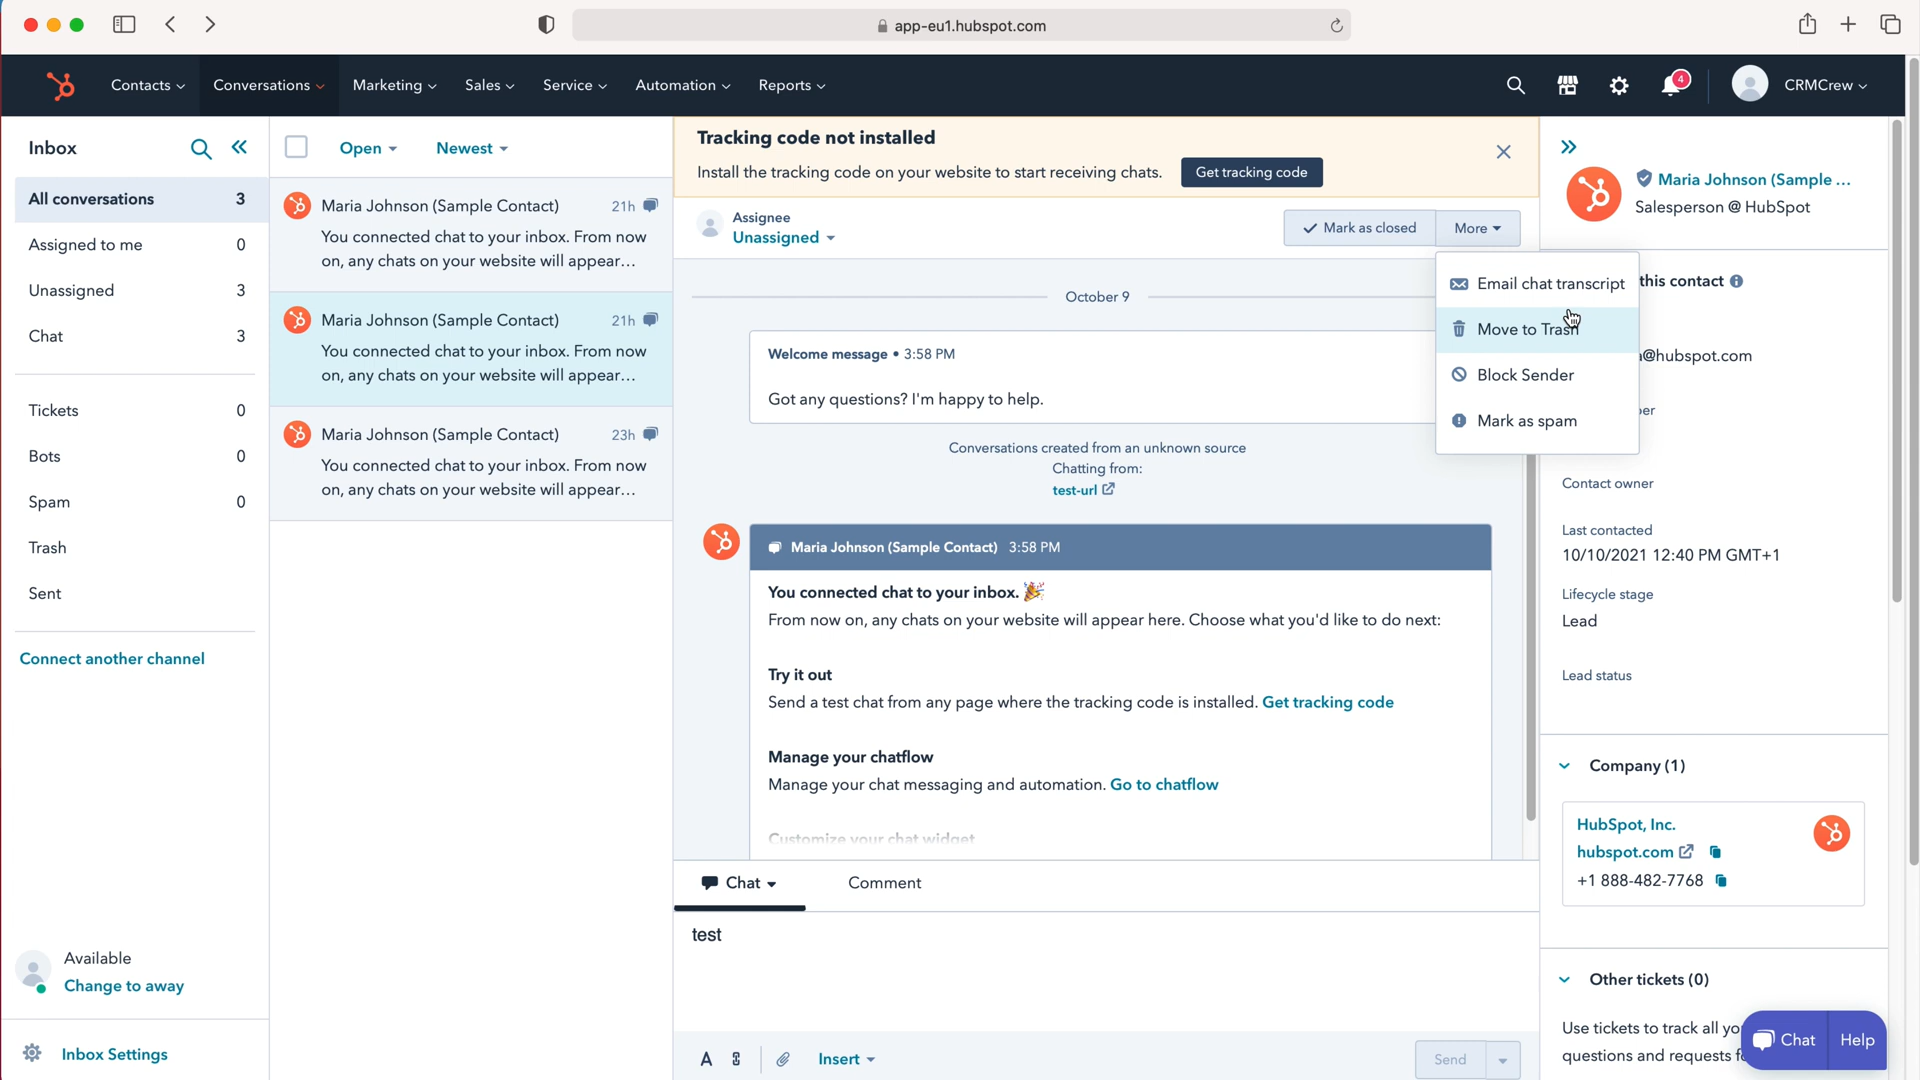 app-eu1.hubspot.com
Contacts
Conversations
Marketing
Sales
Service
Automation
Reports
4
CRMCrew
Inbox
All conversations 3
Assigned to me 0
Unassigned 3
Chat 3
Tickets 0
Bots 0
Spam 0
Trash
Sent
Connect another channel
Available
Change to away
Inbox Settings
Open
Newest
Maria Johnson (Sample Contact) 21h
You connected chat to your inbox. From now
on, any chats on your website will appear...
Maria Johnson (Sample Contact) 21h
You connected chat to your inbox. From now
on, any chats on your website will appear...
Maria Johnson (Sample Contact) 23h
You connected chat to your inbox. From now
on, any chats on your website will appear...
Tracking code not installed
Install the tracking code on your website to start receiving chats.
Get tracking code
Assignee
Unassigned
Mark as closed
More
Email chat transcript
Move to Trash
Block Sender
Mark as spam
October 9
Welcome message • 3:58 PM
Got any questions? I'm happy to help.
Conversations created from an unknown source
Chatting from:
test-url
Maria Johnson (Sample Contact) 3:58 PM
You connected chat to your inbox. 🎉
From now on, any chats on your website will appear here. Choose what you'd like to do next:
Try it out
Send a test chat from any page where the tracking code is installed. Get tracking code
Manage your chatflow
Manage your chat messaging and automation. Go to chatflow
Customize your chat widget
Chat
Comment
test
A
Insert
Send
Maria Johnson (Sample ...
Salesperson @ HubSpot
this contact
@hubspot.com
Contact owner
Last contacted
10/10/2021 12:40 PM GMT+1
Lifecycle stage
Lead
Lead status
Company (1)
HubSpot, Inc.
hubspot.com
+1 888-482-7768
Other tickets (0)
Use tickets to track all
questions and requests
Chat
Help